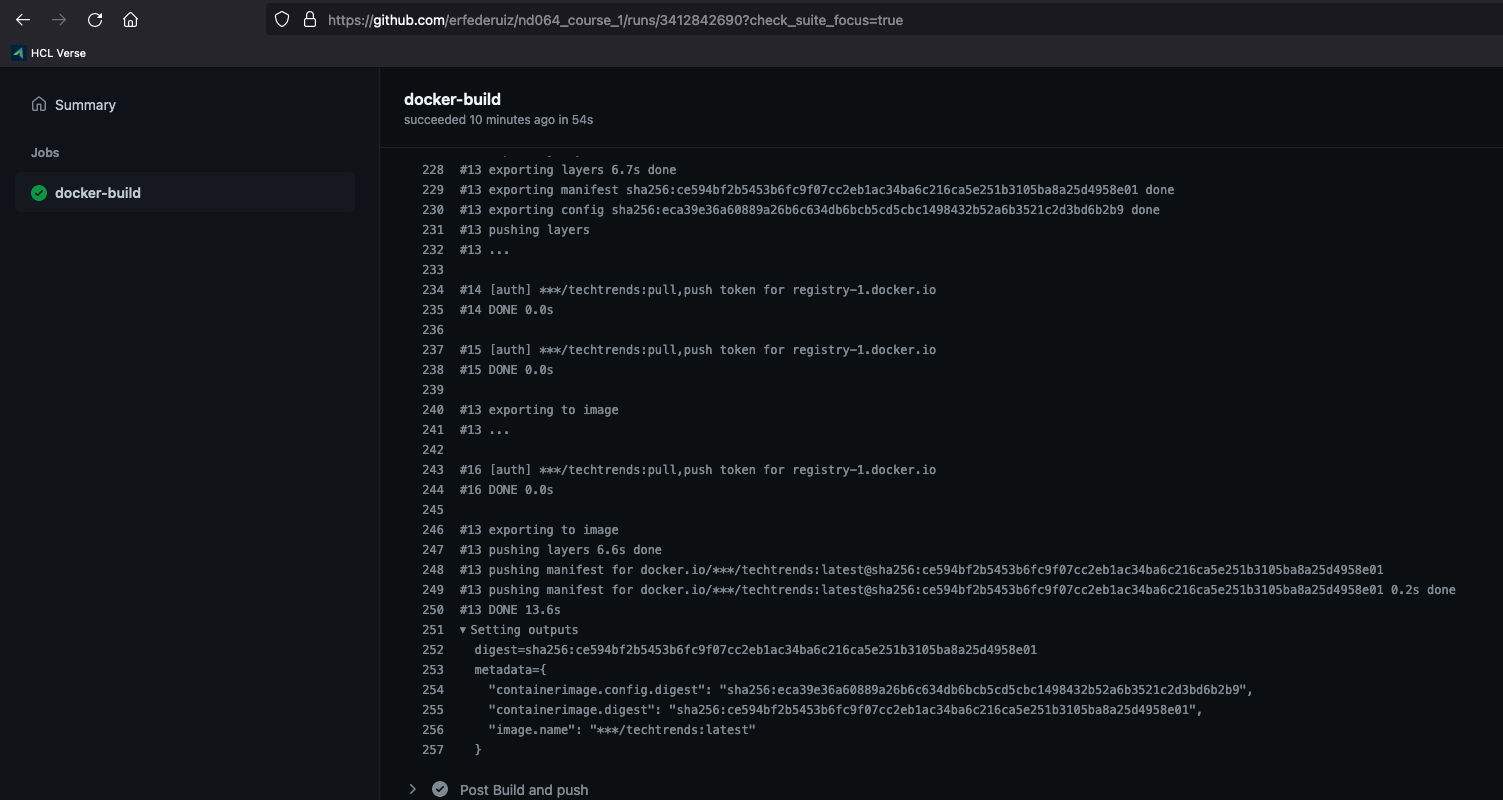 https://github.com/erfederuiz/nd064_course_1/runs/3412842690?check_suite_focus=true
HCL Verse
Summary
Jobs
docker-build
docker-build
succeeded 10 minutes ago in 54s
228 #13 exporting layers 6.7s done
229 #13 exporting manifest sha256:ce594bf2b5453b6fc9f07cc2eb1ac34ba6c216ca5e251b3105ba8a25d4958e01 done
230 #13 exporting config sha256:eca39e36a60889a26b6c634db6bcb5cd5cbc1498432b52a6b3521c2d3bd6b2b9 done
231 #13 pushing layers
232 #13 ...
233
234 #14 [auth] ***/techtrends:pull,push token for registry-1.docker.io
235 #14 DONE 0.0s
236
237 #15 [auth] ***/techtrends:pull,push token for registry-1.docker.io
238 #15 DONE 0.0s
239
240 #13 exporting to image
241 #13 ...
242
243 #16 [auth] ***/techtrends:pull,push token for registry-1.docker.io
244 #16 DONE 0.0s
245
246 #13 exporting to image
247 #13 pushing layers 6.6s done
248 #13 pushing manifest for docker.io/***/techtrends:latest@sha256:ce594bf2b5453b6fc9f07cc2eb1ac34ba6c216ca5e251b3105ba8a25d4958e01
249 #13 pushing manifest for docker.io/***/techtrends:latest@sha256:ce594bf2b5453b6fc9f07cc2eb1ac34ba6c216ca5e251b3105ba8a25d4958e01 0.2s done
250 #13 DONE 13.6s
251 ▼ Setting outputs
252 digest=sha256:ce594bf2b5453b6fc9f07cc2eb1ac34ba6c216ca5e251b3105ba8a25d4958e01
253 metadata={
254 "containerimage.config.digest": "sha256:eca39e36a60889a26b6c634db6bcb5cd5cbc1498432b52a6b3521c2d3bd6b2b9",
255 "containerimage.digest": "sha256:ce594bf2b5453b6fc9f07cc2eb1ac34ba6c216ca5e251b3105ba8a25d4958e01",
256 "image.name": "***/techtrends:latest"
257 }
Post Build and push